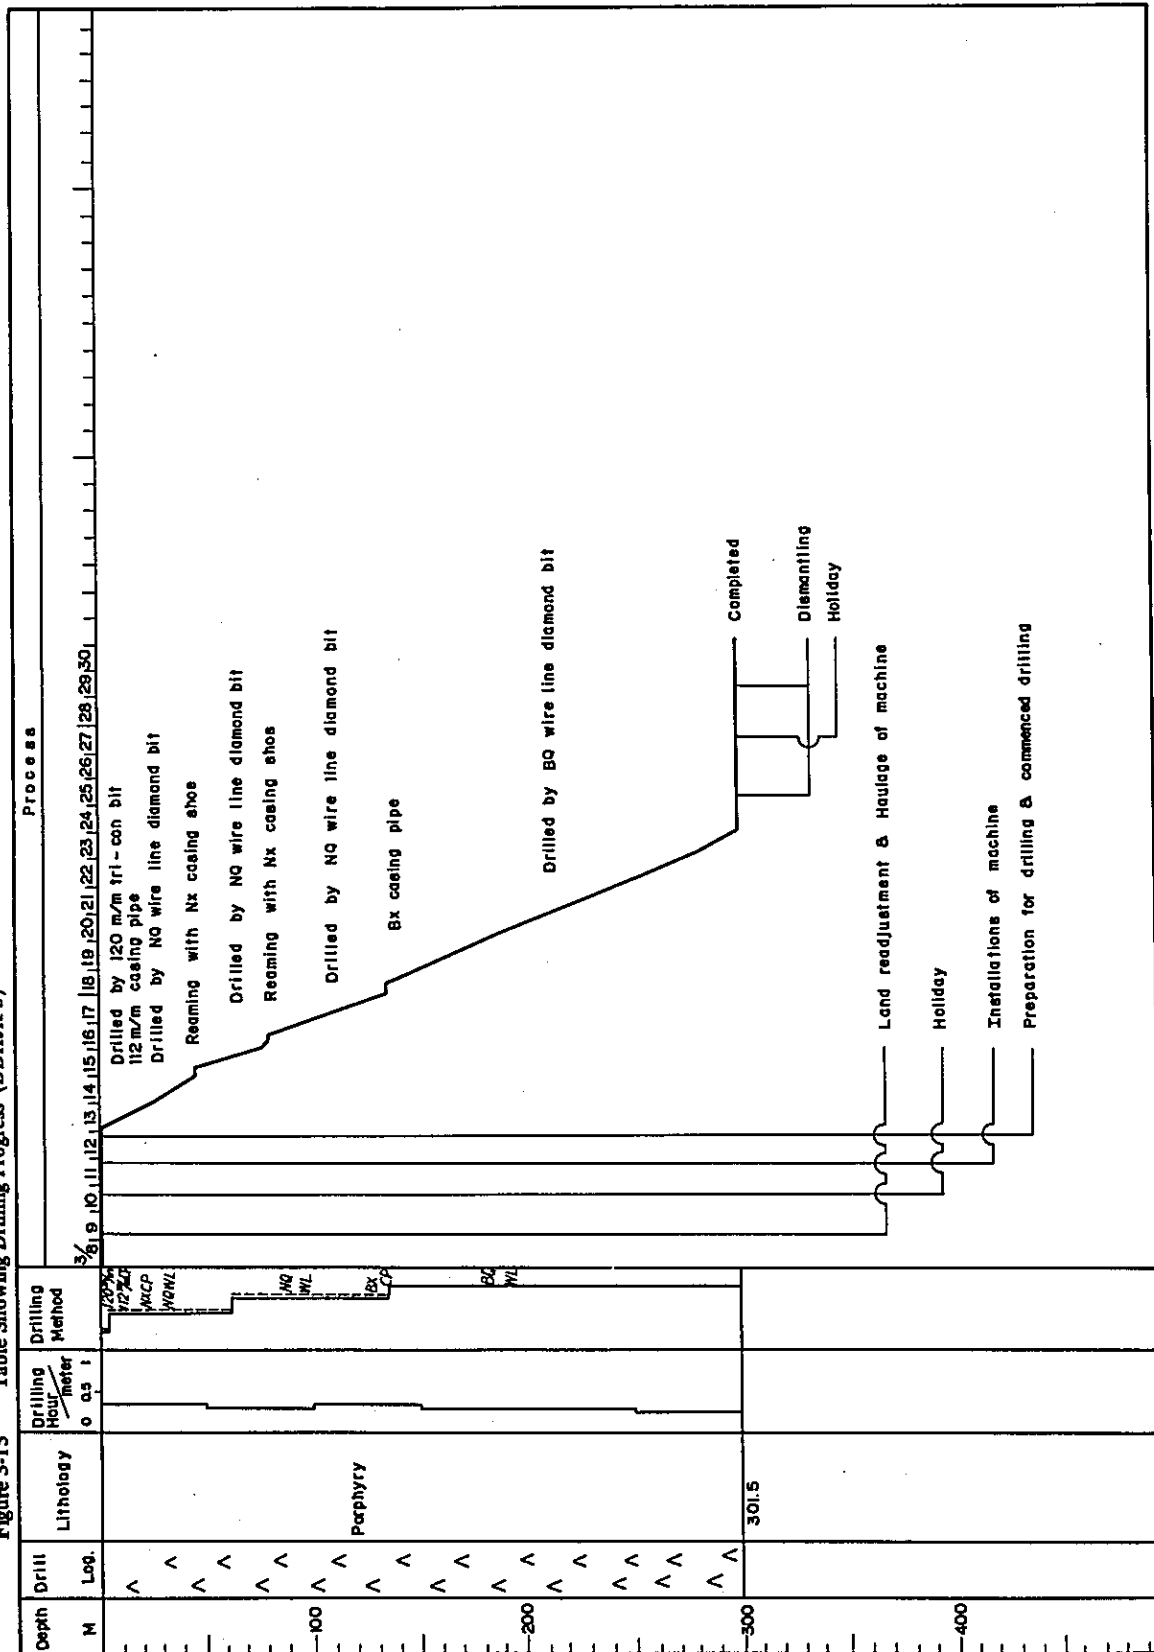 Figure 3-13 Table Showing Drilling Progress
Depth
M
Drill
Log.
Lithology
Drilling
Hour/meter
0 0.5 1
Drilling
Method
Process
3/8 9 10 11 12 13 14 15 16 17 18 19 20 21 22 23 24 25 26 27 28 29 30
120m/m
112m/mCP
NXCP
NQWL
NQ
WL
BX
CP
BQ
WL
Porphyry
301.5
100
200
300
400
Drilled by 120 m/m tri-con bit
112 m/m casing pipe
Drilled by NQ wire line diamond bit
Reaming with Nx casing shoe
Drilled by NQ wire line diamond bit
Reaming with Nx casing shoe
Drilled by NQ wire line diamond bit
Bx casing pipe
Drilled by BQ wire line diamond bit
Completed
Dismantling
Holiday
Land readjustment & Haulage of machine
Holiday
Installations of machine
Preparation for drilling & commenced drilling